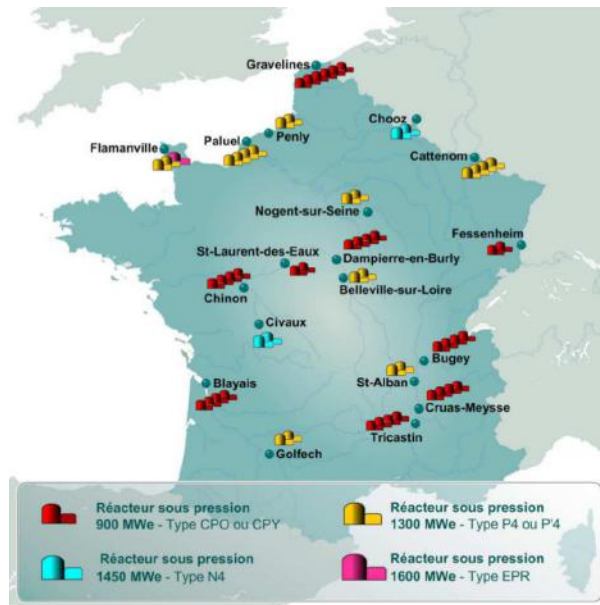 Gravelines
Chooz
Penly
Flamanville
Paluel
Cattenom
Nogent-sur-Seine
Fessenheim
St-Laurent-des-Eaux
Dampierre-en-Burly
Belleville-sur-Loire
Chinon
Civaux
Bugey
St-Alban
Blayais
Cruas-Meysse
Tricastin
Golfech
Réacteur sous pression
900 MWe - Type CPO ou CPY
Réacteur sous pression
1300 MWe - Type P4 ou P'4
Réacteur sous pression
1450 MWe - Type N4
Réacteur sous pression
1600 MWe - Type EPR